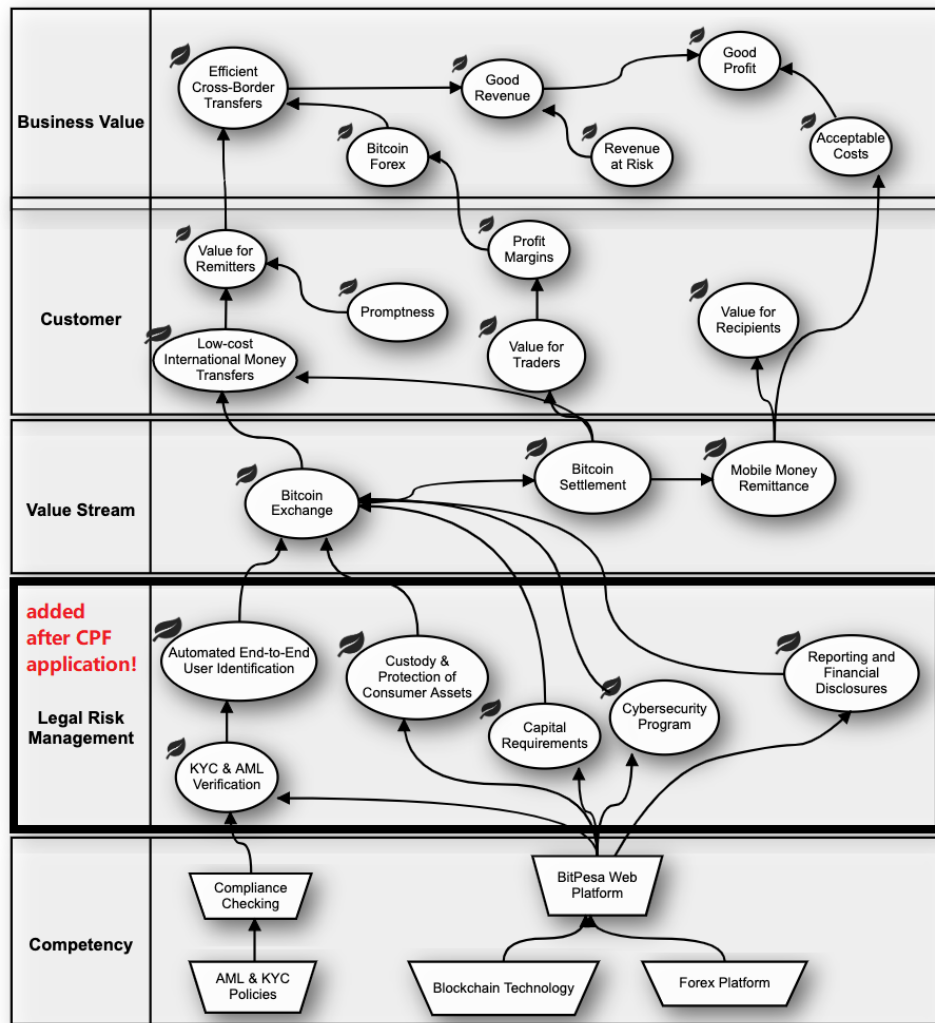 Business Value
Efficient
Cross-Border
Transfers
Good
Revenue
Good
Profit
Bitcoin
Forex
Revenue
at Risk
Acceptable
Costs
Customer
Value for
Remitters
Profit
Margins
Promptness
Value for
Recipients
Low-cost
International Money
Transfers
Value for
Traders
Value Stream
Bitcoin
Exchange
Bitcoin
Settlement
Mobile Money
Remittance
added
after CPF
application!
Legal Risk
Management
Automated End-to-End
User Identification
Custody &
Protection of
Consumer Assets
Reporting and
Financial
Disclosures
Capital
Requirements
Cybersecurity
Program
KYC & AML
Verification
Competency
Compliance
Checking
BitPesa Web
Platform
AML & KYC
Policies
Blockchain Technology
Forex Platform